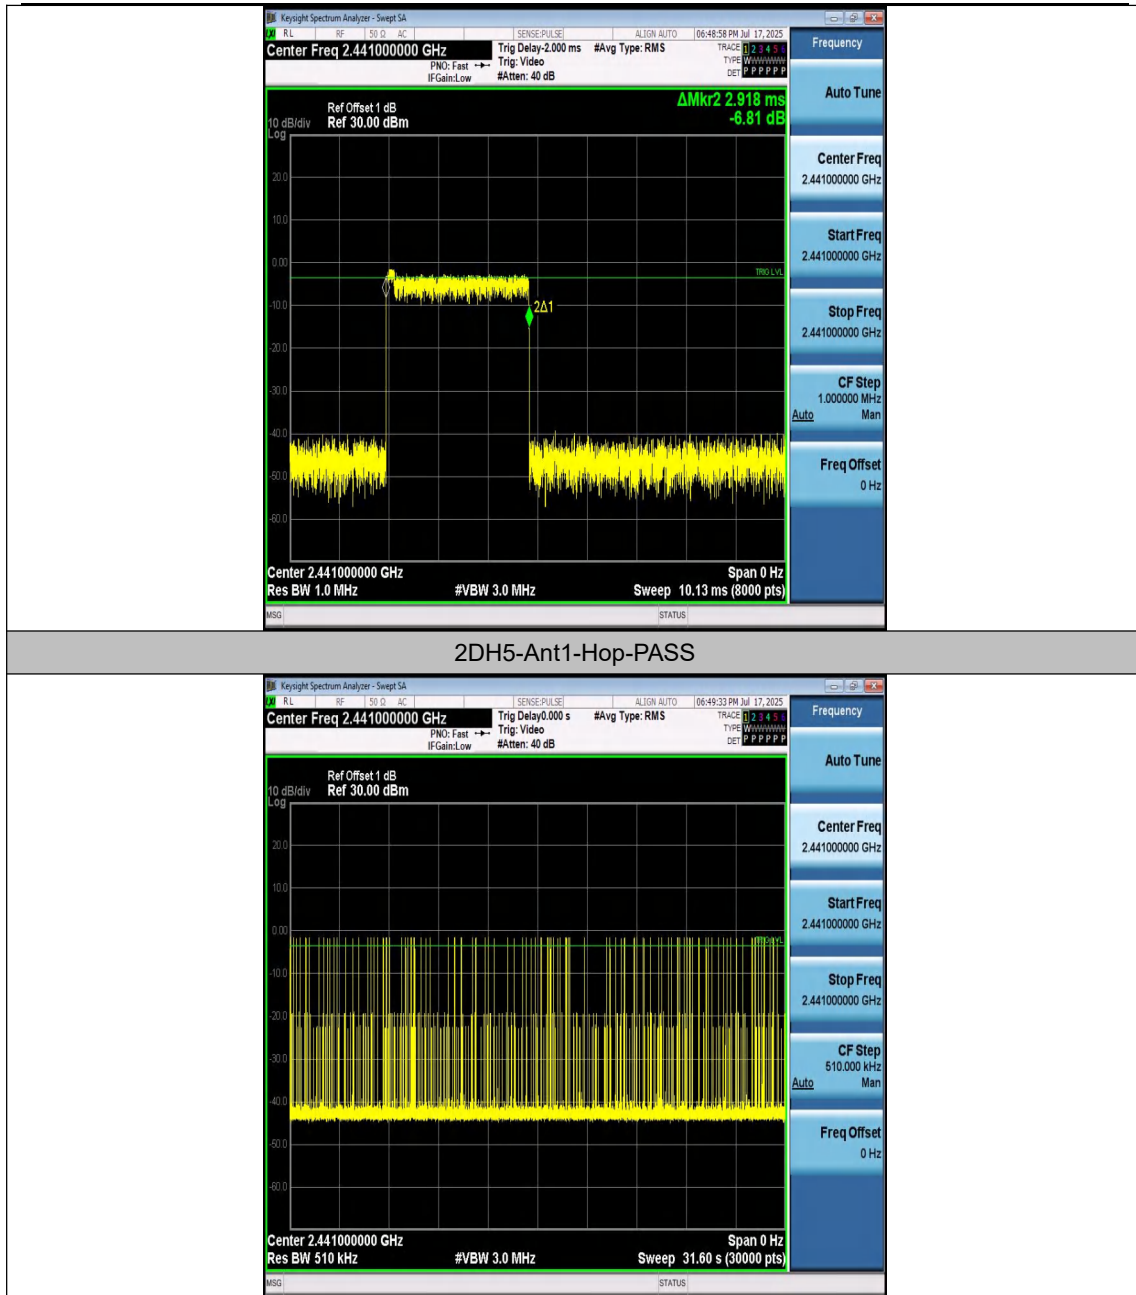 Keysight Spectrum Analyzer - Swept SA
RL RF 50 Ω AC SENSE:PULSE ALIGN AUTO 06:48:58 PM Jul 17, 2025
Center Freq 2.441000000 GHz
PNO: Fast
IFGain:Low
Trig Delay-2.000 ms
Trig: Video
#Atten: 40 dB
#Avg Type: RMS
TRACE 1 2 3 4 5 6
TYPE W
DET P P P P P P
ΔMkr2 2.918 ms
-6.81 dB
Ref Offset 1 dB
10 dB/div Ref 30.00 dBm
Log
20.0
10.0
0.00
TRIG LVL
-10.0
2Δ1
-20.0
-30.0
-40.0
-50.0
-60.0
Center 2.441000000 GHz Span 0 Hz
Res BW 1.0 MHz #VBW 3.0 MHz Sweep 10.13 ms (8000 pts)
MSG STATUS
Frequency
Auto Tune
Center Freq
2.441000000 GHz
Start Freq
2.441000000 GHz
Stop Freq
2.441000000 GHz
CF Step
1.000000 MHz
Auto Man
Freq Offset
0 Hz
2DH5-Ant1-Hop-PASS
Keysight Spectrum Analyzer - Swept SA
RL RF 50 Ω AC SENSE:PULSE ALIGN AUTO 06:49:33 PM Jul 17, 2025
Center Freq 2.441000000 GHz
PNO: Fast
IFGain:Low
Trig Delay0.000 s
Trig: Video
#Atten: 40 dB
#Avg Type: RMS
TRACE 1 2 3 4 5 6
TYPE W
DET P P P P P P
Ref Offset 1 dB
10 dB/div Ref 30.00 dBm
Log
20.0
10.0
0.00
-10.0
-20.0
-30.0
-40.0
-50.0
-60.0
Center 2.441000000 GHz Span 0 Hz
Res BW 510 kHz #VBW 3.0 MHz Sweep 31.60 s (30000 pts)
MSG STATUS
Frequency
Auto Tune
Center Freq
2.441000000 GHz
Start Freq
2.441000000 GHz
Stop Freq
2.441000000 GHz
CF Step
510.000 kHz
Auto Man
Freq Offset
0 Hz